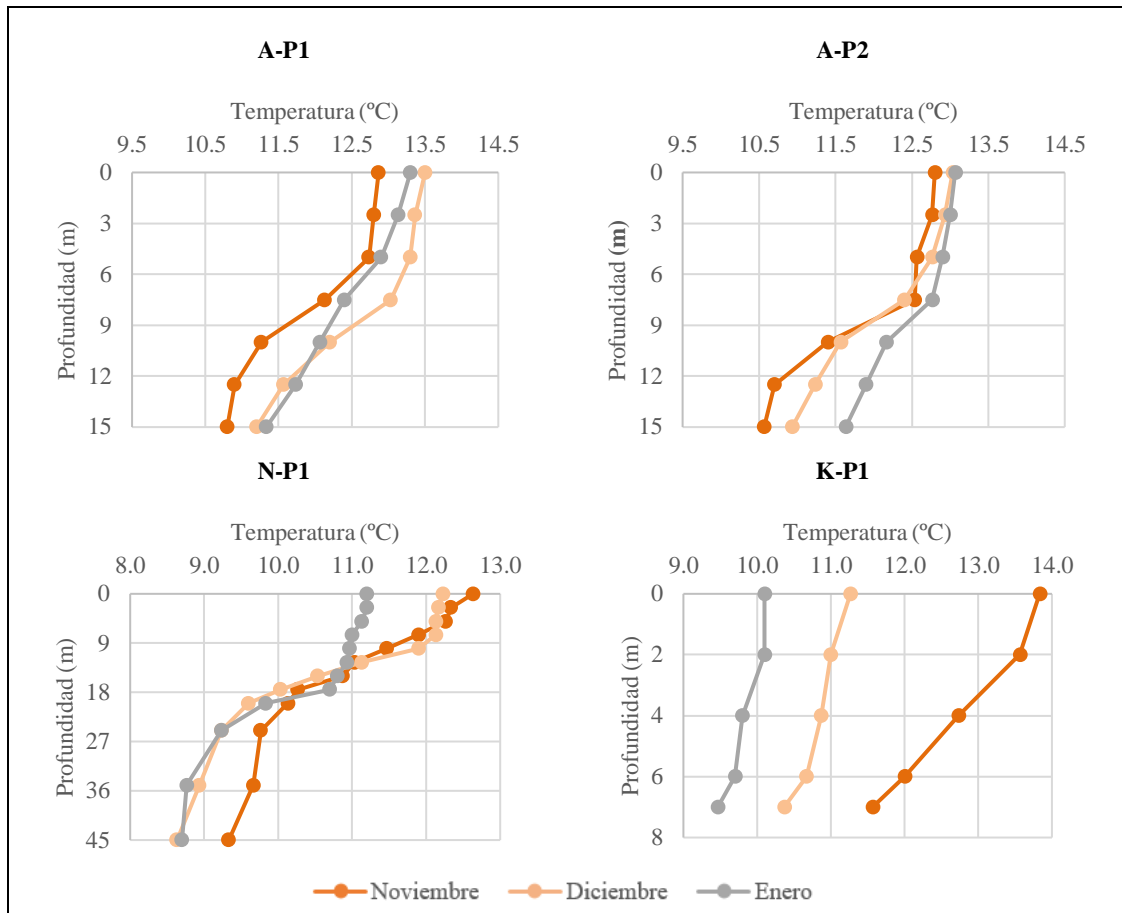 A-P1
Temperatura (ºC)
9.5 10.5 11.5 12.5 13.5 14.5
Profundidad (m)
0
3
6
9
12
15
A-P2
Temperatura (ºC)
9.5 10.5 11.5 12.5 13.5 14.5
Profundidad (m)
0
3
6
9
12
15
N-P1
Temperatura (ºC)
8.0 9.0 10.0 11.0 12.0 13.0
Profundidad (m)
0
9
18
27
36
45
K-P1
Temperatura (ºC)
9.0 10.0 11.0 12.0 13.0 14.0
Profundidad (m)
0
2
4
6
8
Noviembre Diciembre Enero